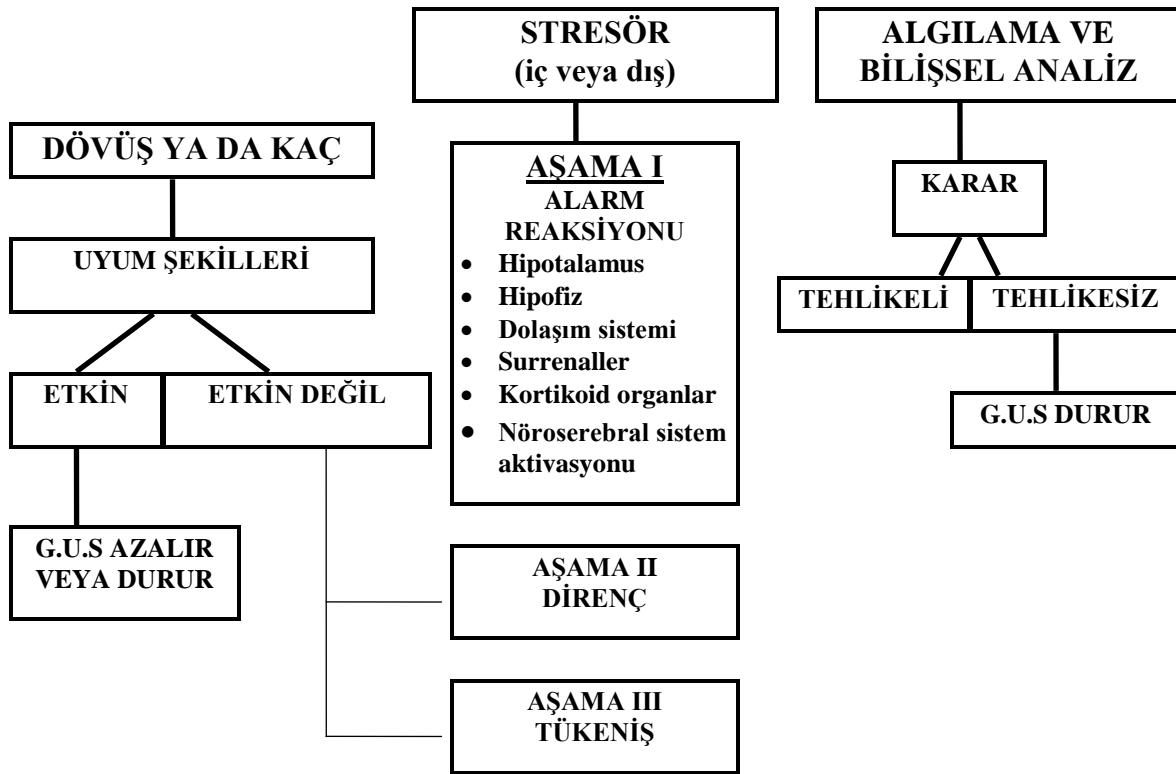 STRESÖR
(iç veya dış)
ALGILAMA VE
BİLİŞSEL ANALİZ
DÖVÜŞ YA DA KAÇ
AŞAMA I
ALARM
REAKSİYONU
• Hipotalamus
• Hipofiz
• Dolaşım sistemi
• Surrenaller
• Kortikoid organlar
• Nöroserebral sistem
aktivasyonu
KARAR
UYUM ŞEKİLLERİ
TEHLİKELİ
TEHLİKESİZ
ETKİN
ETKİN DEĞİL
G.U.S DURUR
G.U.S AZALIR
VEYA DURUR
AŞAMA II
DİRENÇ
AŞAMA III
TÜKENİŞ